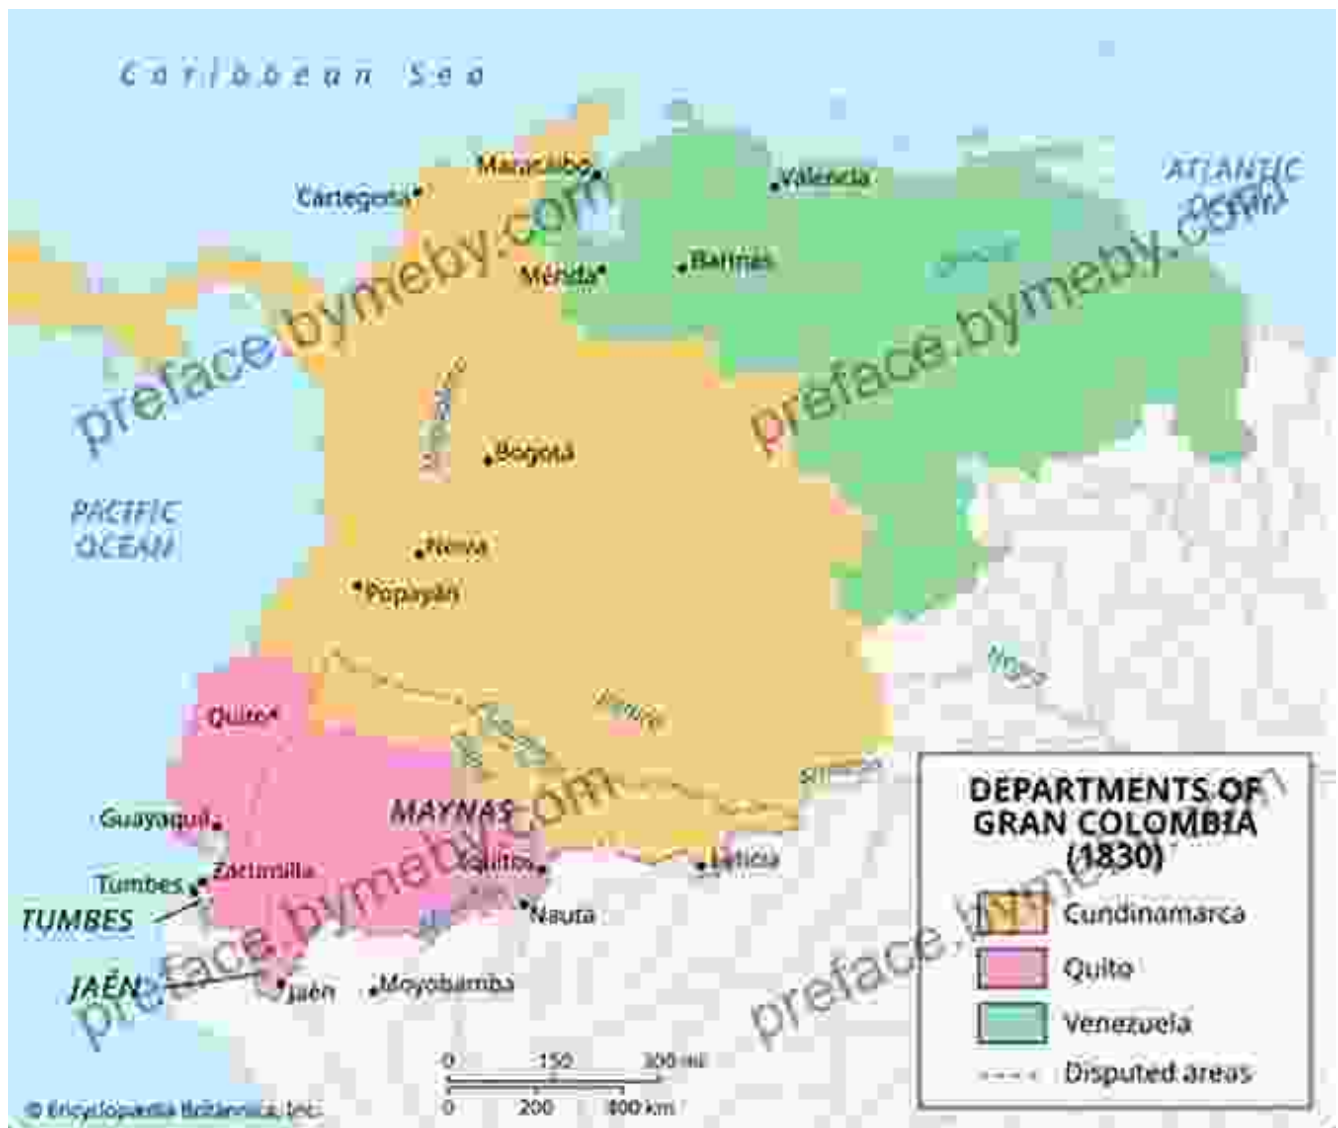 Caribbean Sea
Maracaibo
Cartegena
Valencia
ATLANTIC
OCEAN
Mérida
Barinas
Bogotá
PACIFIC
OCEAN
Neiva
Popayán
Negro
Quito
MAYNAS
Guayaquil
Zarumilla
Iquitos
Leticia
Tumbes
TUMBES
Nauta
JAÉN
Jaén
Moyobamba
DEPARTMENTS OF
GRAN COLOMBIA
(1830)
Cundinamarca
Quito
Venezuela
Disputed areas
0 150 300 mi
0 200 400 km
© Encyclopædia Britannica, Inc.
preface.bymeby.com
preface.bymeby.com
preface.bymeby.com
preface.bymeby.com